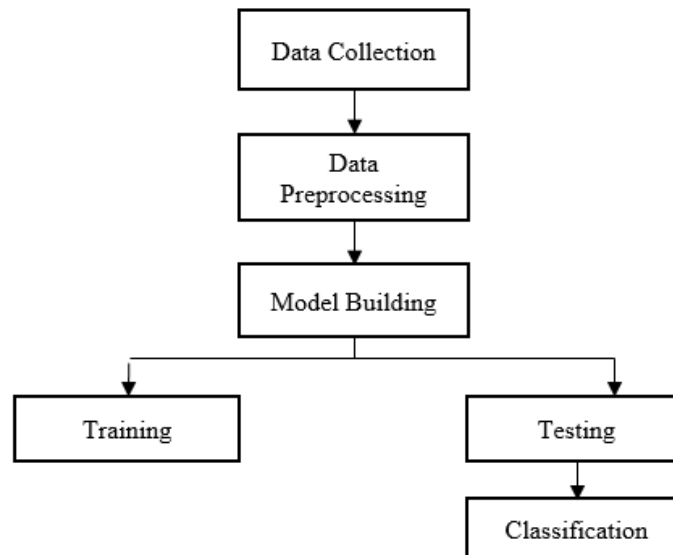 Data Collection
Data
Preprocessing
Model Building
Training
Testing
Classification